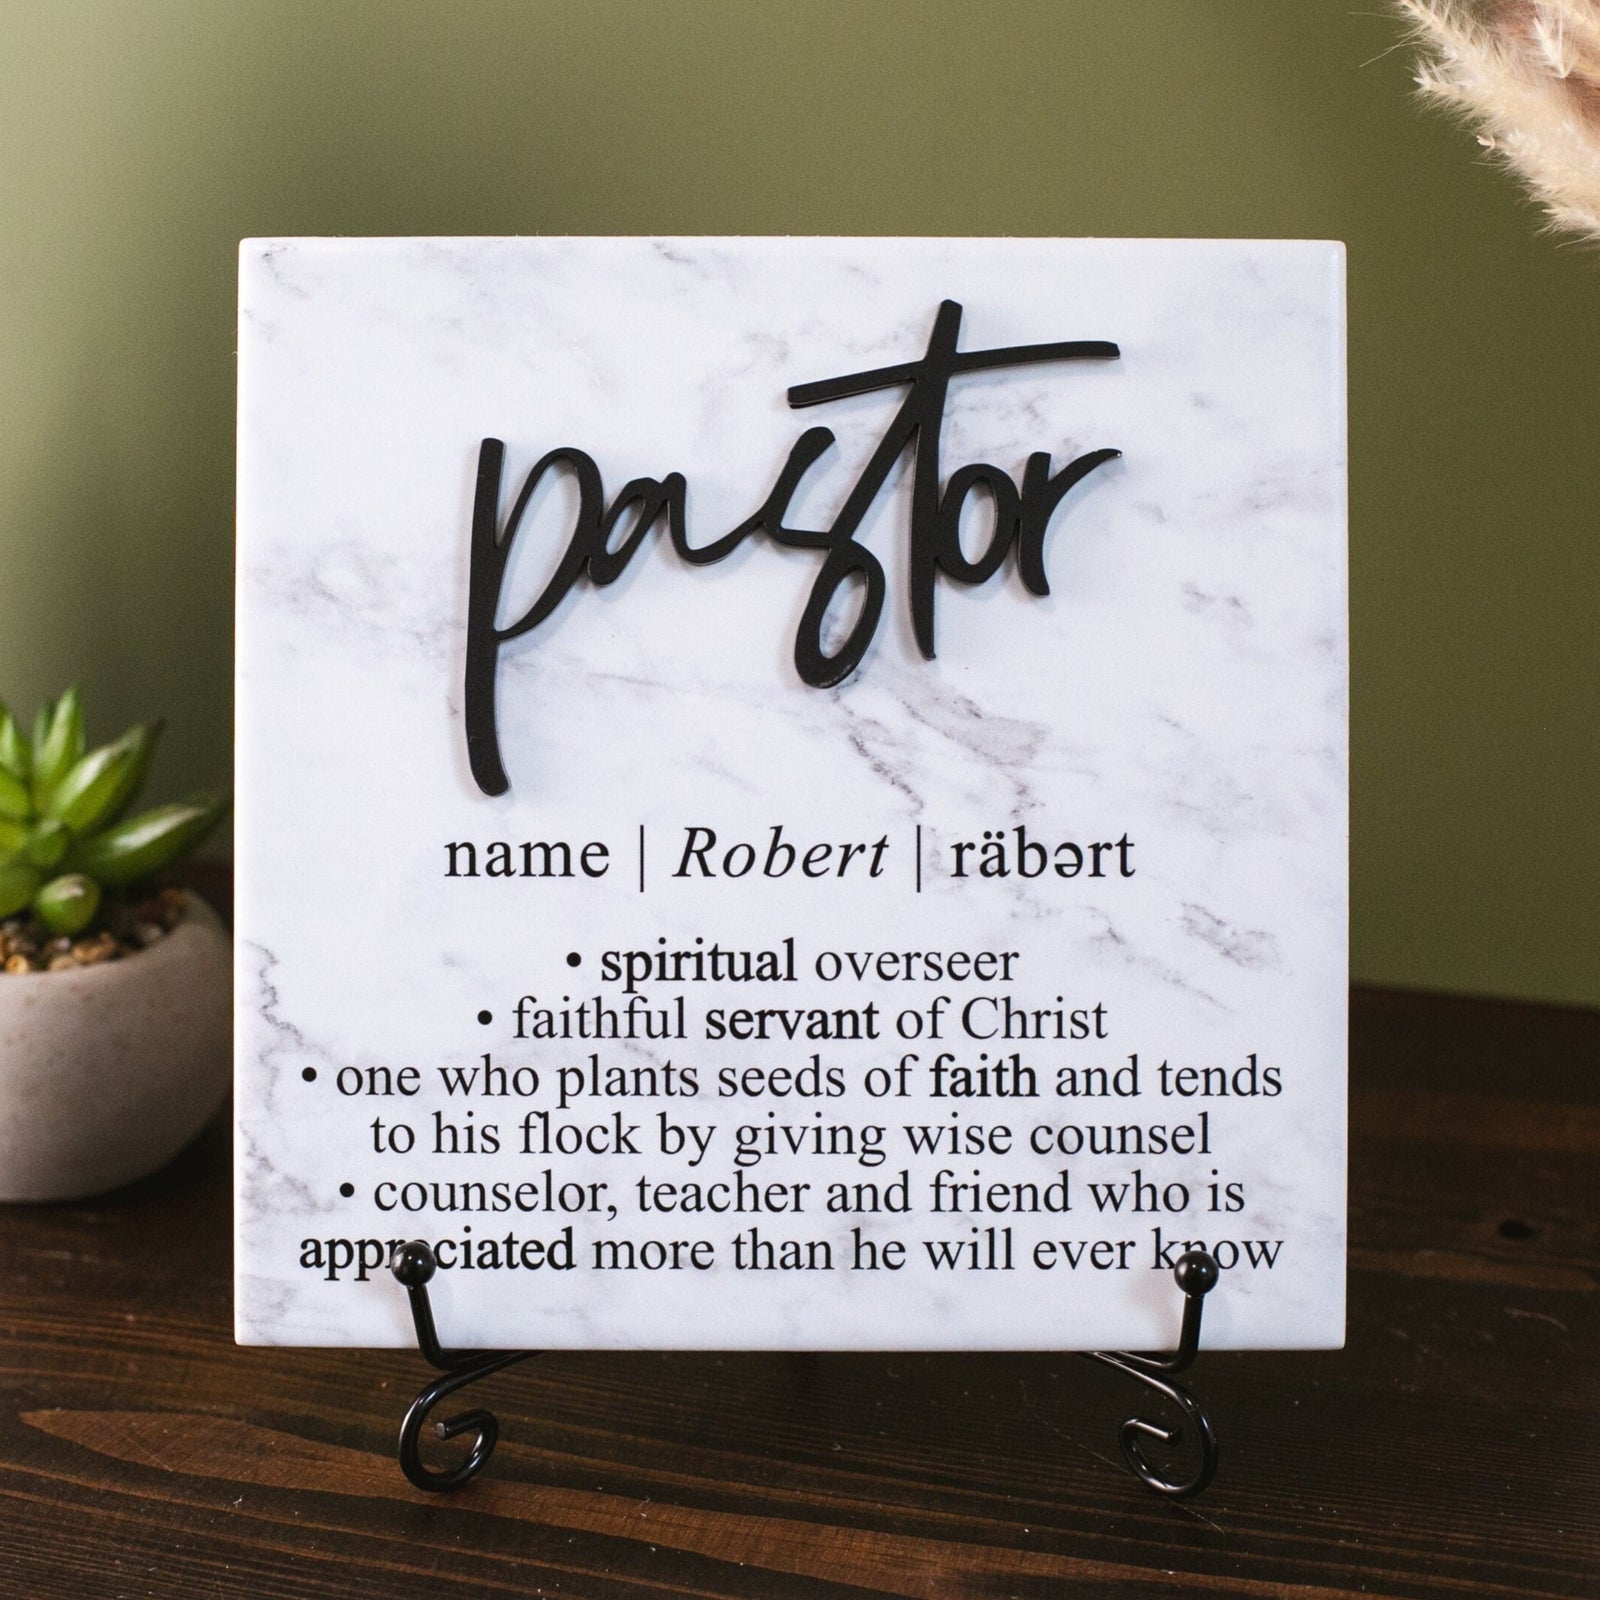 pastor
name | Robert | räbərt
• spiritual overseer
• faithful servant of Christ
• one who plants seeds of faith and tends
to his flock by giving wise counsel
• counselor, teacher and friend who is
appreciated more than he will ever know